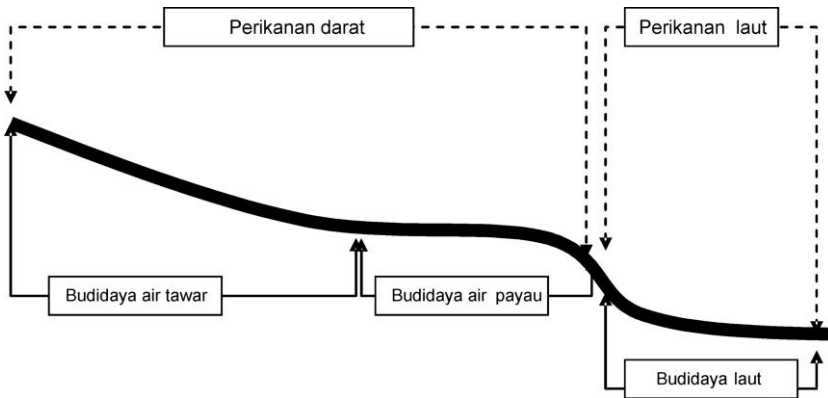 Perikanan darat
Perikanan laut
Budidaya air tawar
Budidaya air payau
Budidaya laut